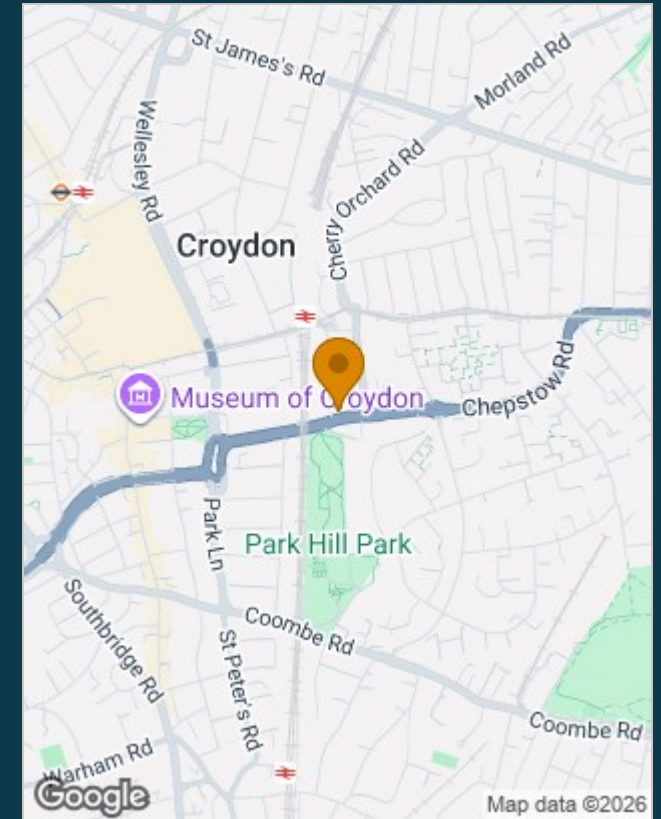 St James's Rd
Morland Rd
Wellesley Rd
Cherry Orchard Rd
Croydon
Museum of Croydon
Chepstow Rd
Park Ln
Park Hill Park
Southbridge Rd
Coombe Rd
St Peter's Rd
Coombe Rd
Warham Rd
Google
Map data ©2026